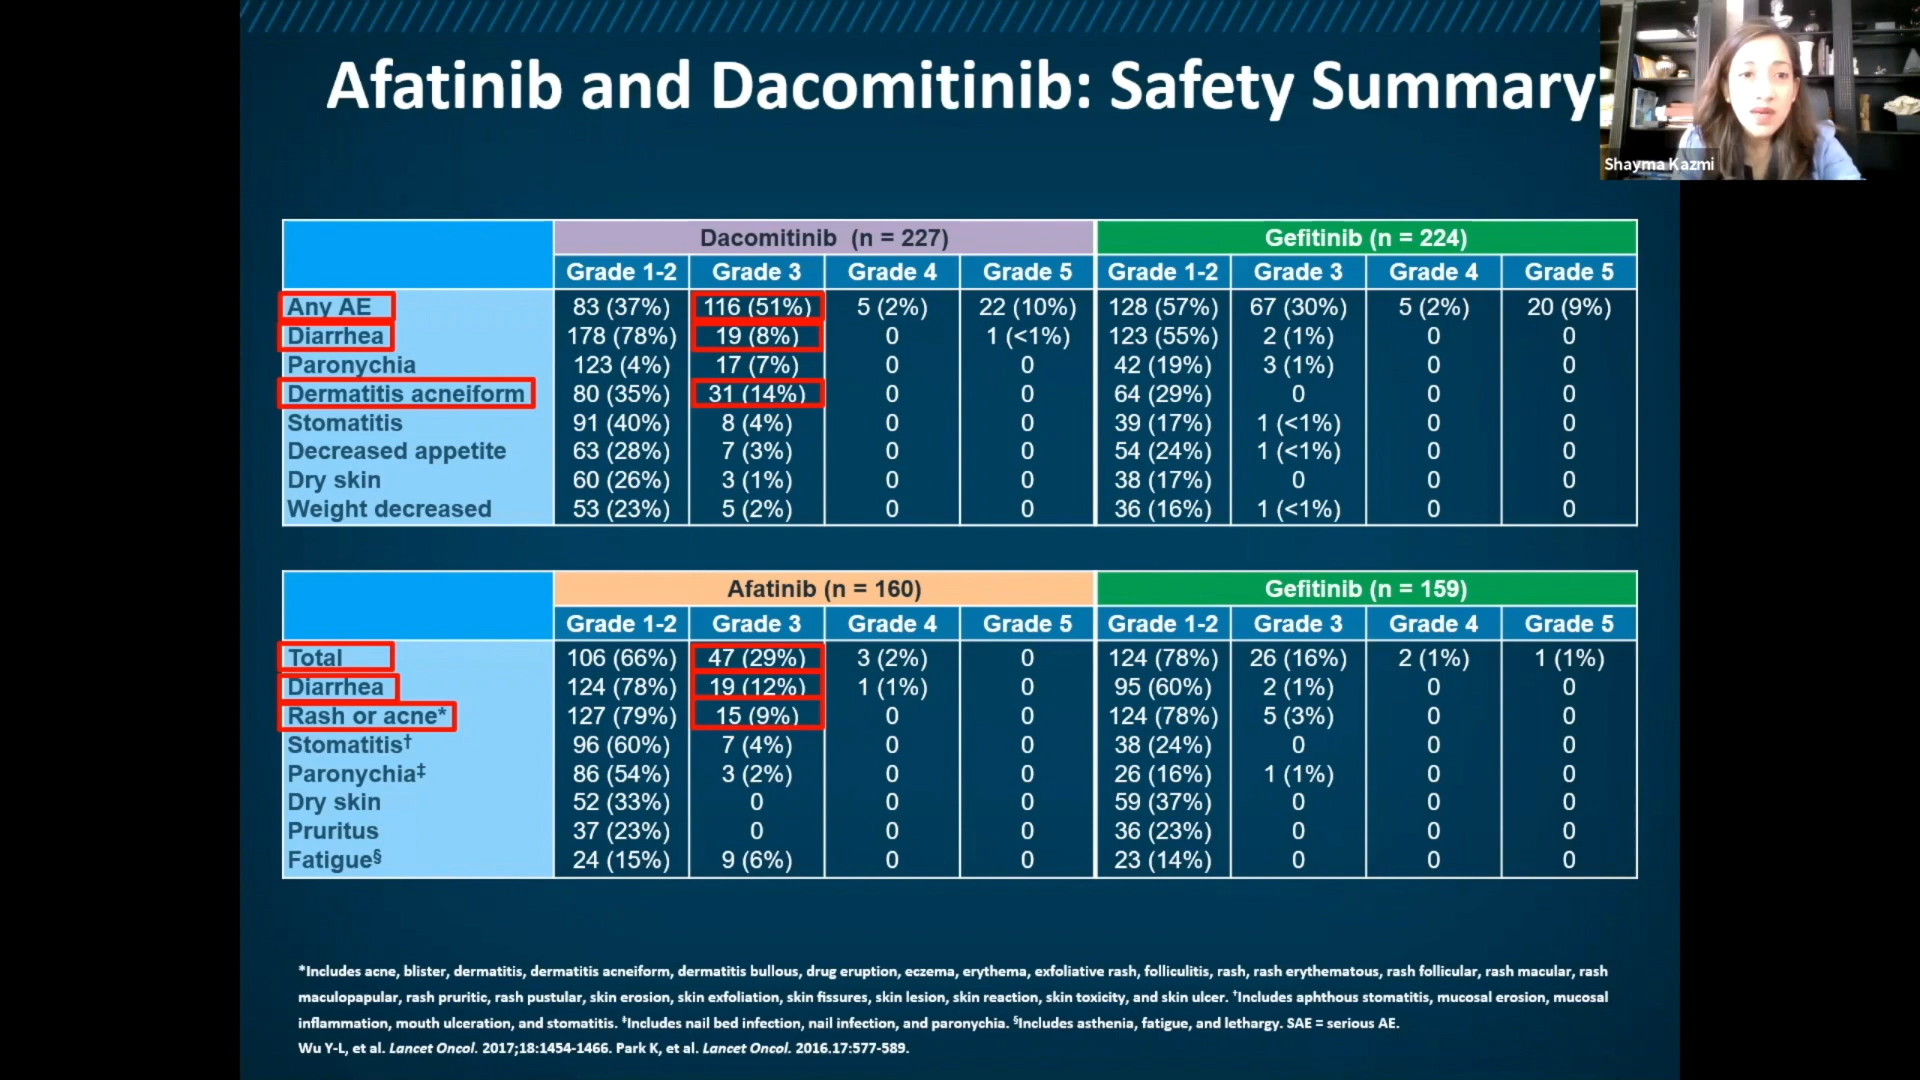 Afatinib and Dacomitinib: Safety Summary
Shayma Kazmi
Dacomitinib (n = 227) Gefitinib (n = 224)
Grade 1-2 Grade 3 Grade 4 Grade 5 Grade 1-2 Grade 3 Grade 4 Grade 5
Any AE 83 (37%) 116 (51%) 5 (2%) 22 (10%) 128 (57%) 67 (30%) 5 (2%) 20 (9%)
Diarrhea 178 (78%) 19 (8%) 0 1 (<1%) 123 (55%) 2 (1%) 0 0
Paronychia 123 (4%) 17 (7%) 0 0 42 (19%) 3 (1%) 0 0
Dermatitis acneiform 80 (35%) 31 (14%) 0 0 64 (29%) 0 0 0
Stomatitis 91 (40%) 8 (4%) 0 0 39 (17%) 1 (<1%) 0 0
Decreased appetite 63 (28%) 7 (3%) 0 0 54 (24%) 1 (<1%) 0 0
Dry skin 60 (26%) 3 (1%) 0 0 38 (17%) 0 0 0
Weight decreased 53 (23%) 5 (2%) 0 0 36 (16%) 1 (<1%) 0 0
Afatinib (n = 160) Gefitinib (n = 159)
Grade 1-2 Grade 3 Grade 4 Grade 5 Grade 1-2 Grade 3 Grade 4 Grade 5
Total 106 (66%) 47 (29%) 3 (2%) 0 124 (78%) 26 (16%) 2 (1%) 1 (1%)
Diarrhea 124 (78%) 19 (12%) 1 (1%) 0 95 (60%) 2 (1%) 0 0
Rash or acne* 127 (79%) 15 (9%) 0 0 124 (78%) 5 (3%) 0 0
Stomatitis† 96 (60%) 7 (4%) 0 0 38 (24%) 0 0 0
Paronychia‡ 86 (54%) 3 (2%) 0 0 26 (16%) 1 (1%) 0 0
Dry skin 52 (33%) 0 0 0 59 (37%) 0 0 0
Pruritus 37 (23%) 0 0 0 36 (23%) 0 0 0
Fatigue§ 24 (15%) 9 (6%) 0 0 23 (14%) 0 0 0
*Includes acne, blister, dermatitis, dermatitis acneiform, dermatitis bullous, drug eruption, eczema, erythema, exfoliative rash, folliculitis, rash, rash erythematous, rash follicular, rash macular, rash
maculopapular, rash pruritic, rash pustular, skin erosion, skin exfoliation, skin fissures, skin lesion, skin reaction, skin toxicity, and skin ulcer. †Includes aphthous stomatitis, mucosal erosion, mucosal
inflammation, mouth ulceration, and stomatitis. ‡Includes nail bed infection, nail infection, and paronychia. §Includes asthenia, fatigue, and lethargy. SAE = serious AE.
Wu Y-L, et al. Lancet Oncol. 2017;18:1454-1466. Park K, et al. Lancet Oncol. 2016.17:577-589.